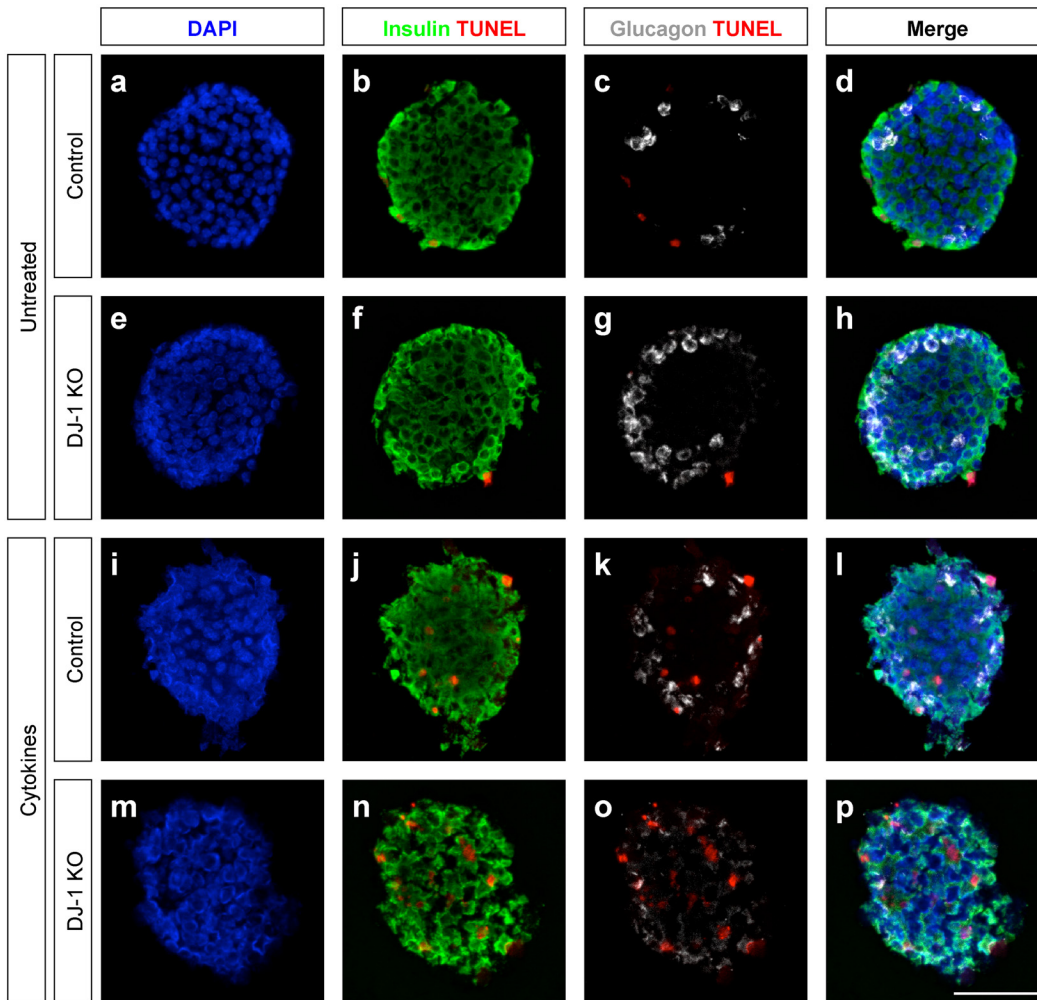 DAPI
Insulin TUNEL
Glucagon TUNEL
Merge
Untreated
Control
a
b
c
d
DJ-1 KO
e
f
g
h
Cytokines
Control
i
j
k
l
DJ-1 KO
m
n
o
p